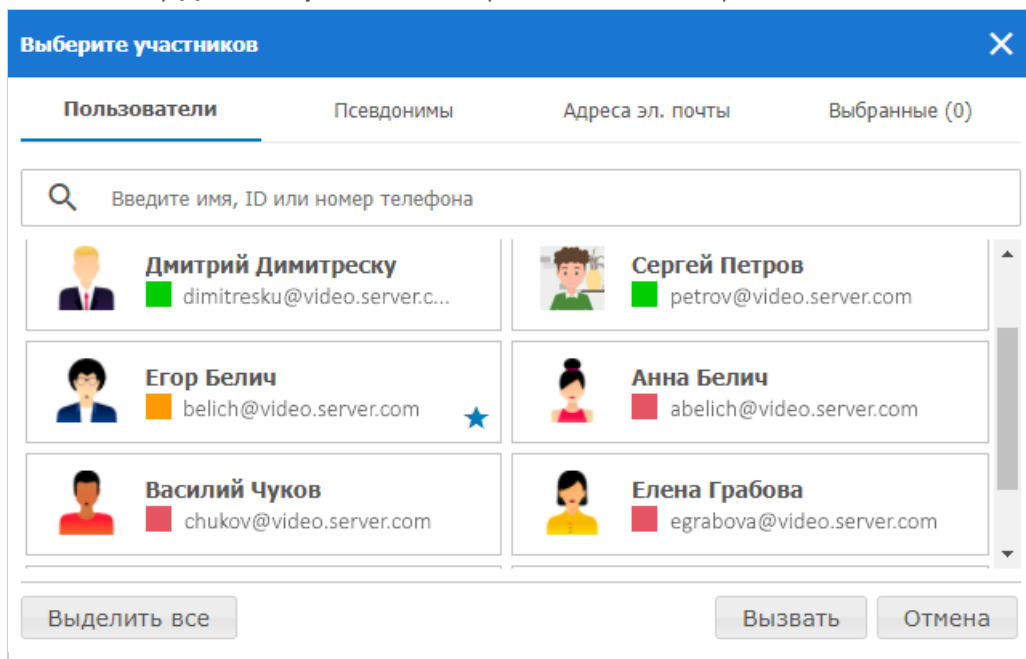 Выберите участников
Пользователи Псевдонимы Адреса эл. почты Выбранные (0)
Введите имя, ID или номер телефона
Дмитрий Димитреску
dimitresku@video.server.c...
Сергей Петров
petrov@video.server.com
Егор Белич
belich@video.server.com
Анна Белич
abelich@video.server.com
Василий Чуков
chukov@video.server.com
Елена Грабова
egrabova@video.server.com
Выделить все Вызвать Отмена